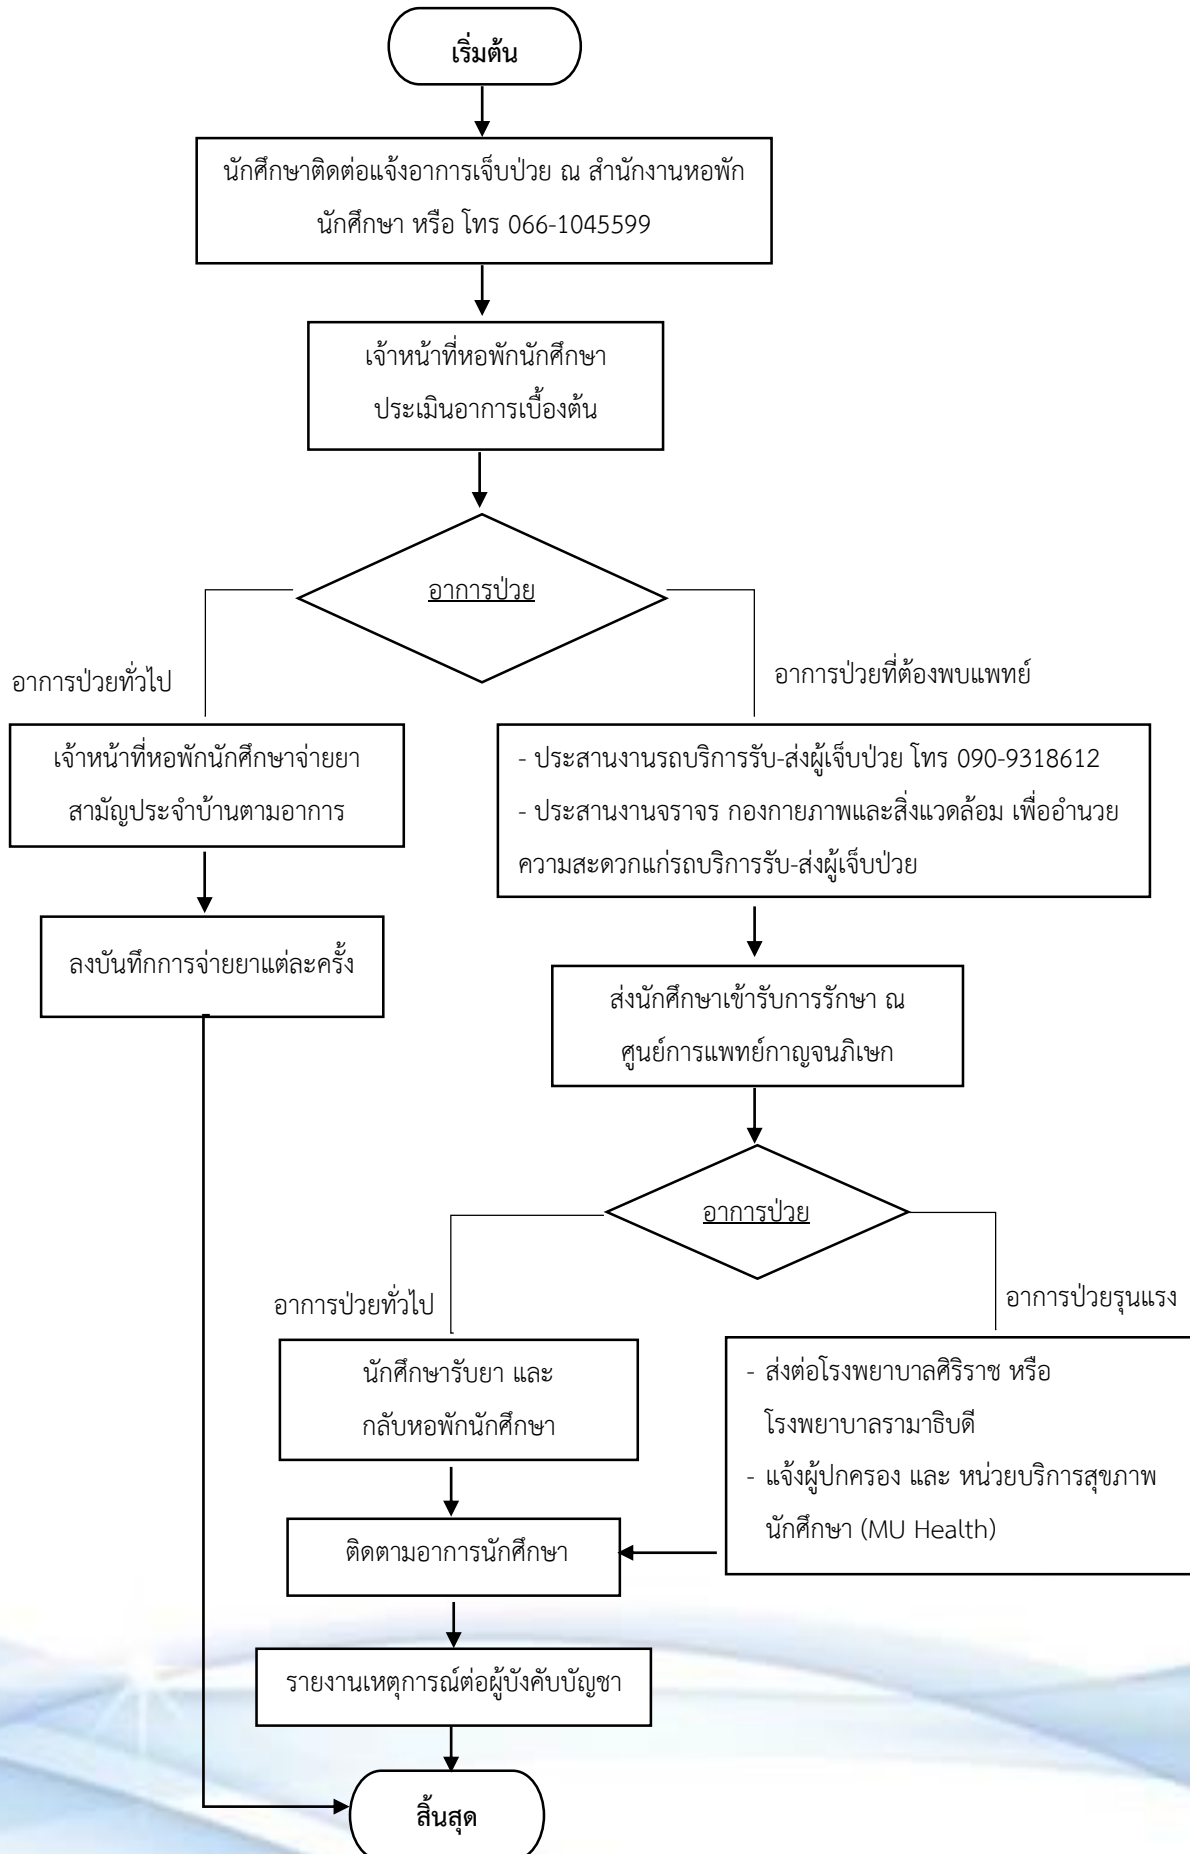 เริ่มต้น
นักศึกษาติดต่อแจ้งอาการเจ็บป่วย ณ สำนักงานหอพัก
นักศึกษา หรือ โทร 066-1045599
เจ้าหน้าที่หอพักนักศึกษา
ประเมินอาการเบื้องต้น
อาการป่วย
อาการป่วยทั่วไป
อาการป่วยที่ต้องพบแพทย์
เจ้าหน้าที่หอพักนักศึกษาจ่ายยา
สามัญประจำบ้านตามอาการ
ลงบันทึกการจ่ายยาแต่ละครั้ง
- ประสานงานรถบริการรับ-ส่งผู้เจ็บป่วย โทร 090-9318612
- ประสานงานจราจร กองกายภาพและสิ่งแวดล้อม เพื่ออำนวย
ความสะดวกแก่รถบริการรับ-ส่งผู้เจ็บป่วย
ส่งนักศึกษาเข้ารับการรักษา ณ
ศูนย์การแพทย์กาญจนภิเษก
อาการป่วย
อาการป่วยทั่วไป
อาการป่วยรุนแรง
นักศึกษารับยา และ
กลับหอพักนักศึกษา
- ส่งต่อโรงพยาบาลศิริราช หรือ
โรงพยาบาลรามาธิบดี
- แจ้งผู้ปกครอง และ หน่วยบริการสุขภาพ
นักศึกษา (MU Health)
ติดตามอาการนักศึกษา
รายงานเหตุการณ์ต่อผู้บังคับบัญชา
สิ้นสุด